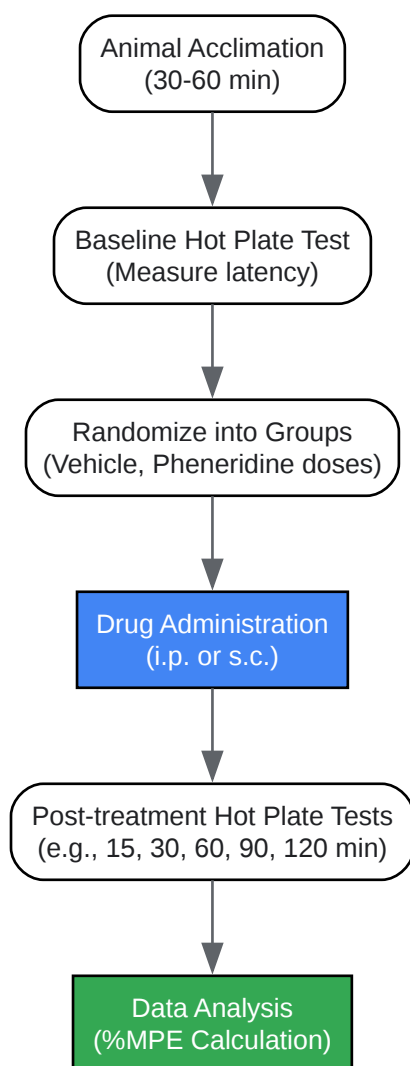 Animal Acclimation
(30-60 min)
Baseline Hot Plate Test
(Measure latency)
Randomize into Groups
(Vehicle, Pheneridine doses)
Drug Administration
(i.p. or s.c.)
Post-treatment Hot Plate Tests
(e.g., 15, 30, 60, 90, 120 min)
Data Analysis
(%MPE Calculation)